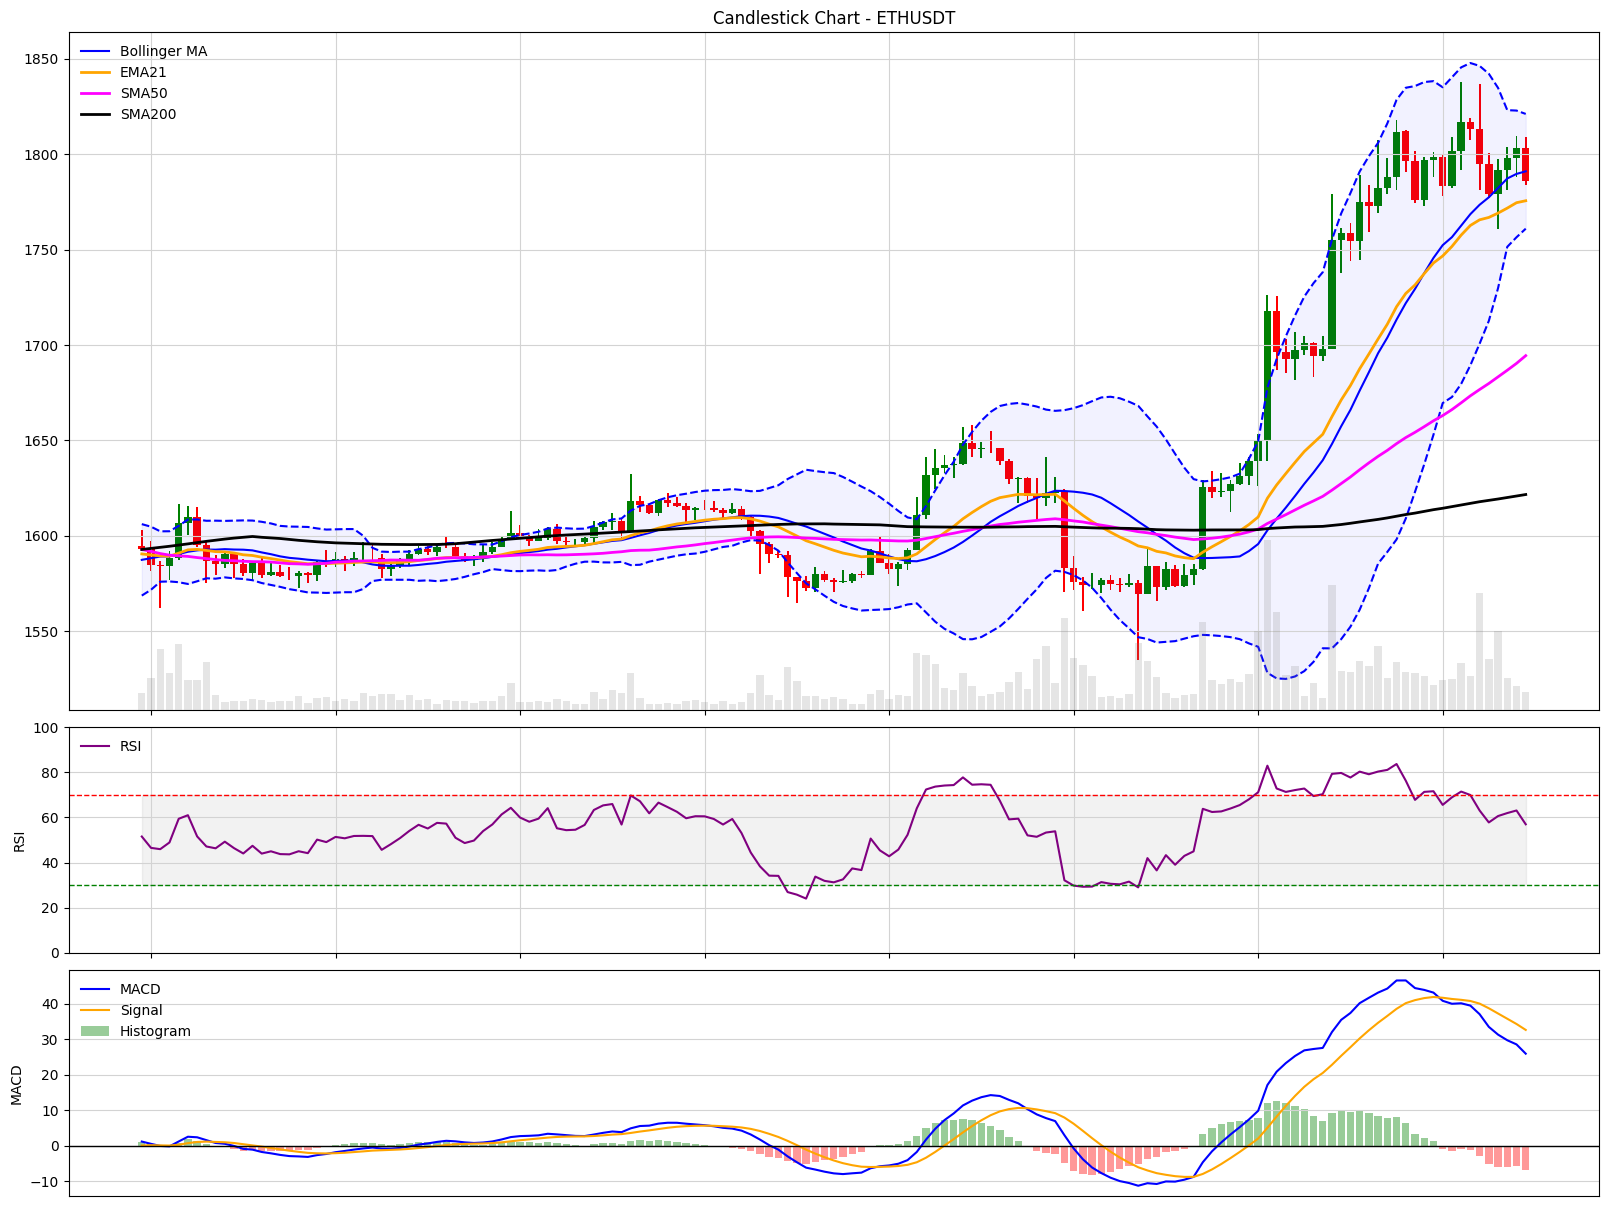 Candlestick Chart - ETHUSDT
Bollinger MA
EMA21
SMA50
SMA200
1850
1800
1750
1700
1650
1600
1550
RSI
RSI
100
80
60
40
20
0
MACD
Signal
Histogram
MACD
40
30
20
10
0
−10